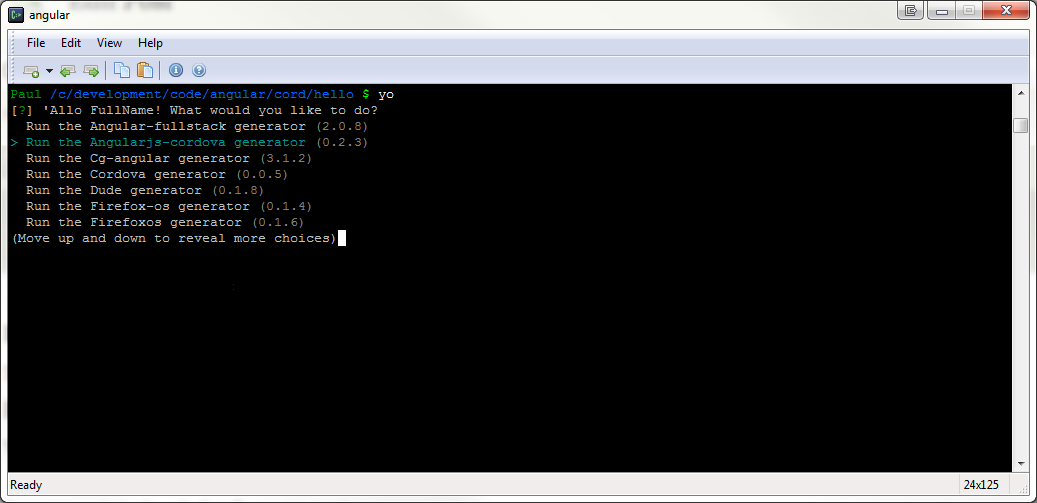 angular
File Edit View Help
Paul /c/development/code/angular/cord/hello $ yo
[?] 'Allo FullName! What would you like to do?
Run the Angular-fullstack generator (2.0.8)
> Run the Angularjs-cordova generator (0.2.3)
Run the Cg-angular generator (3.1.2)
Run the Cordova generator (0.0.5)
Run the Dude generator (0.1.8)
Run the Firefox-os generator (0.1.4)
Run the Firefoxos generator (0.1.6)
(Move up and down to reveal more choices)
Ready 24x125